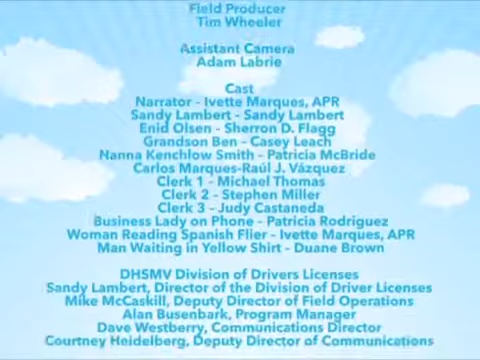 Field Producer
Tim Wheeler
Assistant Camera
Adam Labrie
Cast
Narrator - Ivette Marques, APR
Sandy Lambert - Sandy Lambert
Enid Olsen - Sherron D. Flagg
Grandson Ben - Casey Leach
Nanna Kenchlow Smith - Patricia McBride
Carlos Marques-Raúl J. Vázquez
Clerk 1 - Michael Thomas
Clerk 2 - Stephen Miller
Clerk 3 - Judy Castaneda
Business Lady on Phone - Patricia Rodriguez
Woman Reading Spanish Flier - Ivette Marques, APR
Man Waiting in Yellow Shirt - Duane Brown
DHSMV Division of Drivers Licenses
Sandy Lambert, Director of the Division of Driver Licenses
Mike McCaskill, Deputy Director of Field Operations
Alan Busenbark, Program Manager
Dave Westberry, Communications Director
Courtney Heidelberg, Deputy Director of Communications